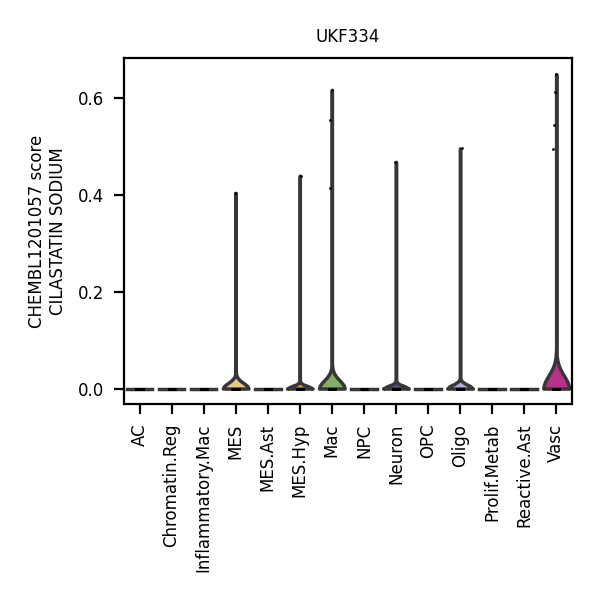 UKF334
CHEMBL1201057 score
CILASTATIN SODIUM
0.6
0.4
0.2
0.0
AC
Chromatin.Reg
Inflammatory.Mac
MES
MES.Ast
MES.Hyp
Mac
NPC
Neuron
OPC
Oligo
Prolif.Metab
Reactive.Ast
Vasc